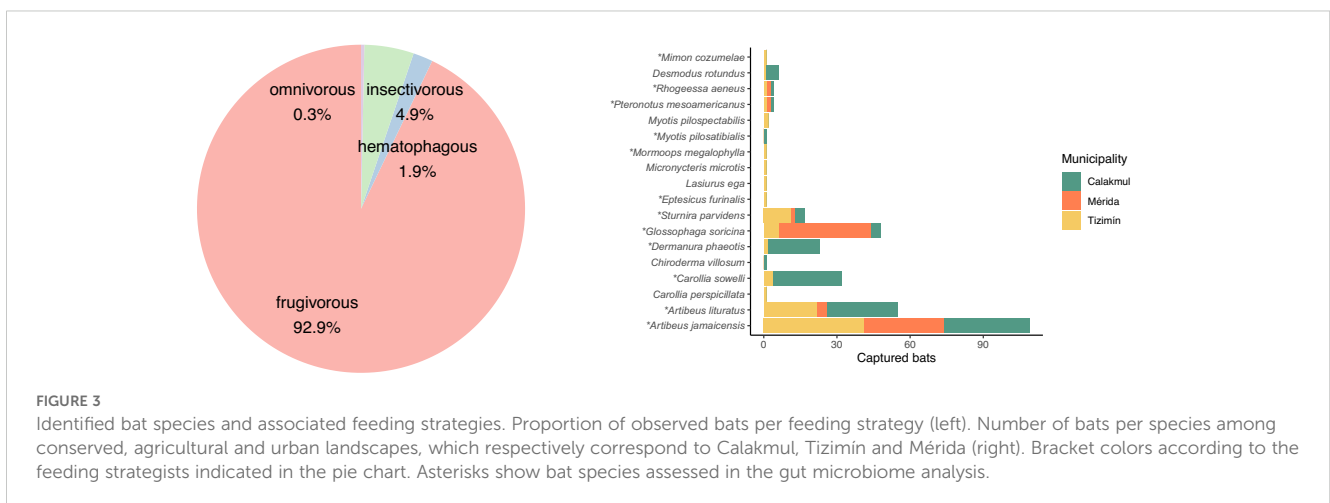 omnivorous
0.3%
insectivorous
4.9%
hematophagous
1.9%
frugivorous
92.9%
*Mimon cozumelae
Desmodus rotundus
*Rhogeessa aeneus
*Pteronotus mesoamericanus
Myotis pilospectabilis
*Myotis pilosatibialis
*Mormoops megalophylla
Micronycteris microtis
Lasiurus ega
*Eptesicus furinalis
*Sturnira parvidens
*Glossophaga soricina
*Dermanura phaeotis
Chiroderma villosum
*Carollia sowelli
Carollia perspicillata
*Artibeus lituratus
*Artibeus jamaicensis
0 30 60 90
Captured bats
Municipality
Calakmul
Mérida
Tizimín
FIGURE 3
Identified bat species and associated feeding strategies. Proportion of observed bats per feeding strategy (left). Number of bats per species among
conserved, agricultural and urban landscapes, which respectively correspond to Calakmul, Tizimín and Mérida (right). Bracket colors according to the
feeding strategists indicated in the pie chart. Asterisks show bat species assessed in the gut microbiome analysis.